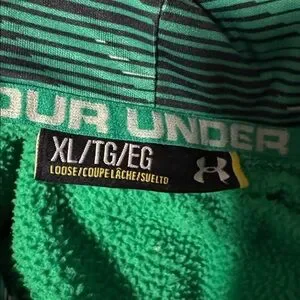 OUR UNDER
XL/TG/EG
LOOSE/COUPE LÂCHE/SUELTO